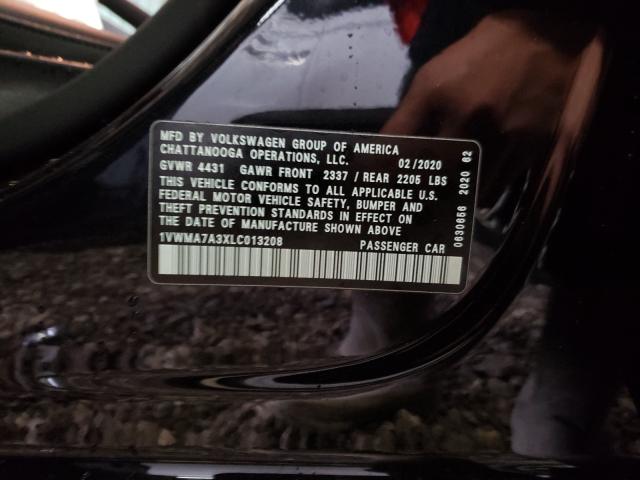 MFD BY VOLKSWAGEN GROUP OF AMERICA
CHATTANOOGA OPERATIONS, LLC. 02/2020
GVWR 4431 GAWR FRONT 2337 / REAR 2205 LBS
THIS VEHICLE CONFORMS TO ALL APPLICABLE U.S.
FEDERAL MOTOR VEHICLE SAFETY, BUMPER AND
THEFT PREVENTION STANDARDS IN EFFECT ON
THE DATE OF MANUFACTURE SHOWN ABOVE
1VWMA7A3XLC013208 PASSENGER CAR
0630656 2020 02